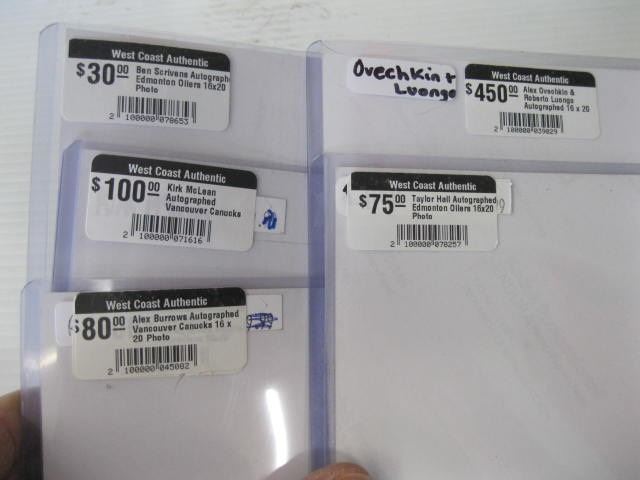 West Coast Authentic
$30.00 Ben Scrivens Autograph
Edmonton Oilers 16x20
Photo
2 100000 078653
Ovechkin +
Luongo
West Coast Authentic
$450.00 Alex Ovechkin &
Roberto Luongo
Autographed 16 x 20
2 100000 039029
West Coast Authentic
$100.00 Kirk McLean
Autographed
Vancouver Canucks
2 100000 071616
West Coast Authentic
$75.00 Taylor Hall Autographed
Edmonton Oilers 16x20
Photo
2 100000 078257
West Coast Authentic
$80.00 Alex Burrows Autographed
Vancouver Canucks 16 x
20 Photo
2 100000 045082